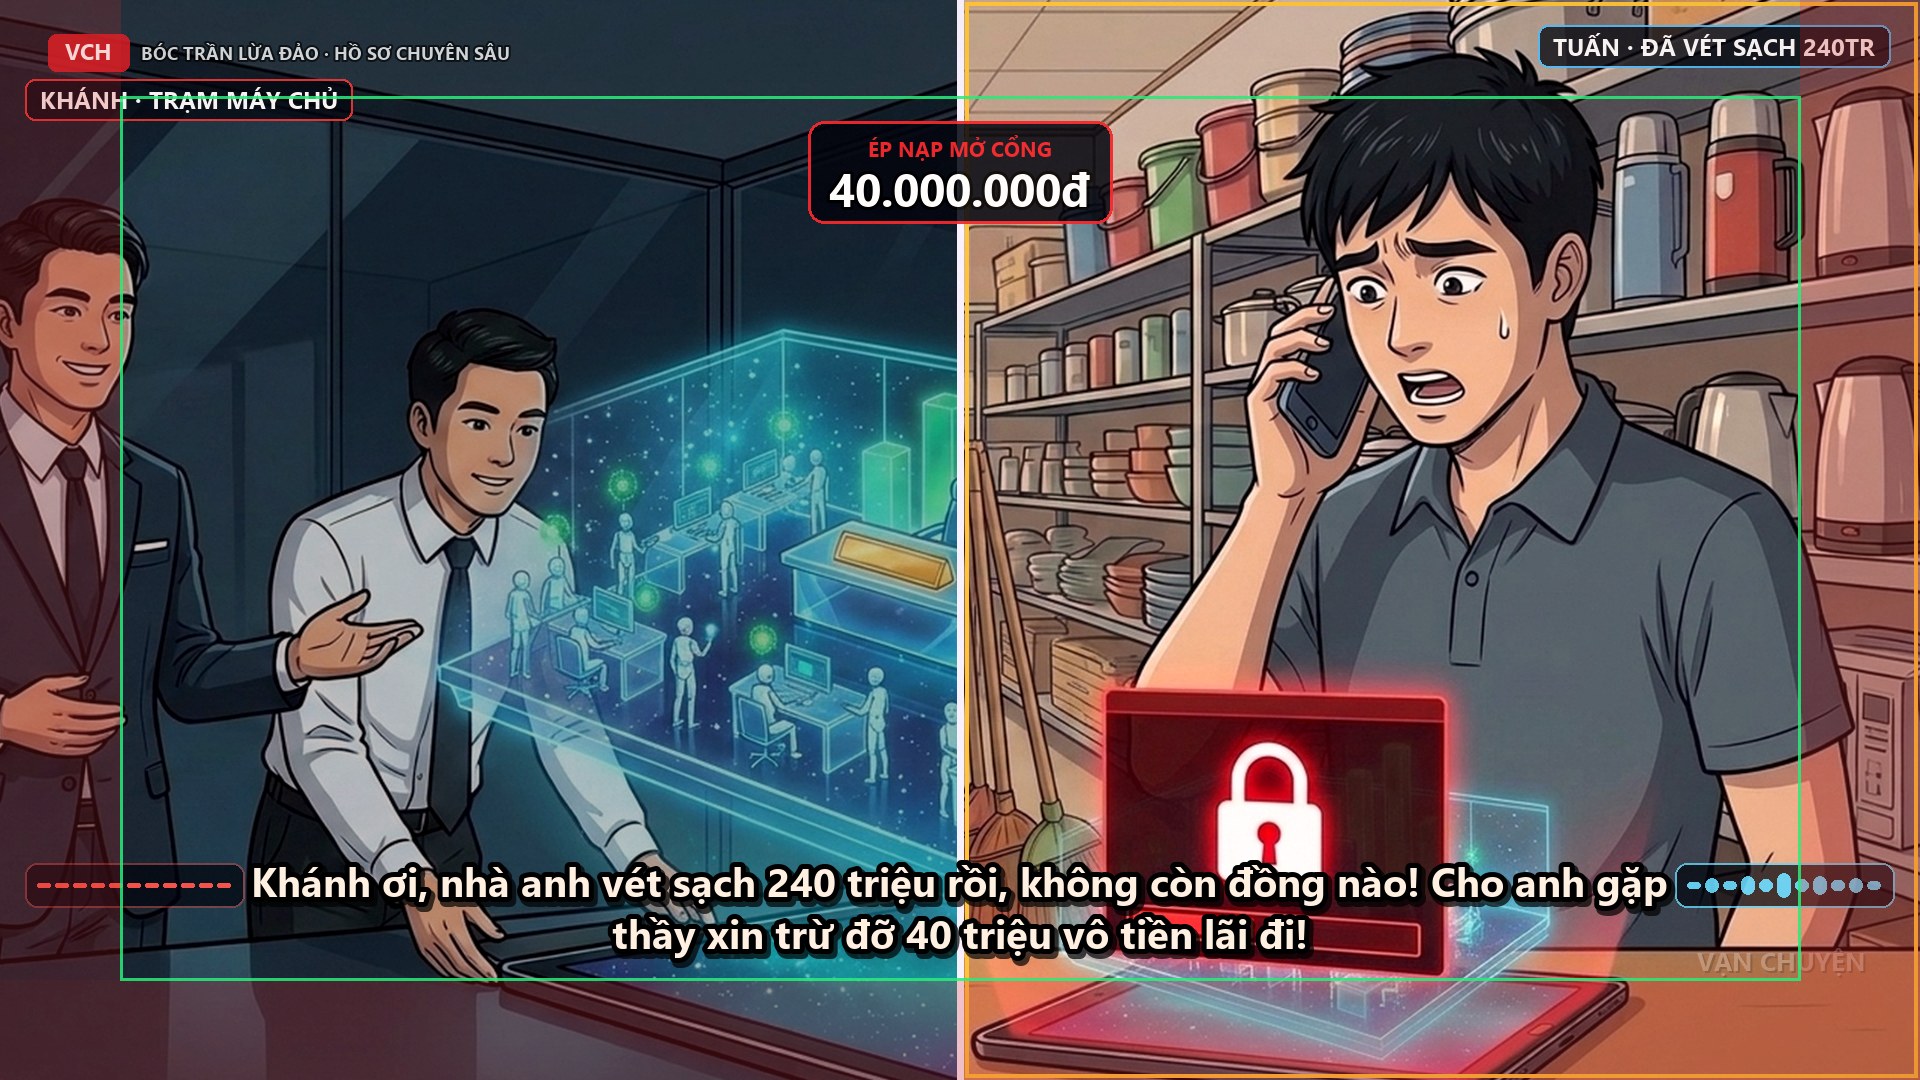 VCH BÓC TRẦN LỪA ĐẢO · HỒ SƠ CHUYÊN SÂU
KHÁNH · TRẠM MÁY CHỦ
TUẤN · ĐÃ VÉT SẠCH 240TR
ÉP NẠP MỞ CỔNG
40.000.000đ
Khánh ơi, nhà anh vét sạch 240 triệu rồi, không còn đồng nào! Cho anh gặp
thầy xin trừ đỡ 40 triệu vô tiền lãi đi!
VẠN CHUYỆN